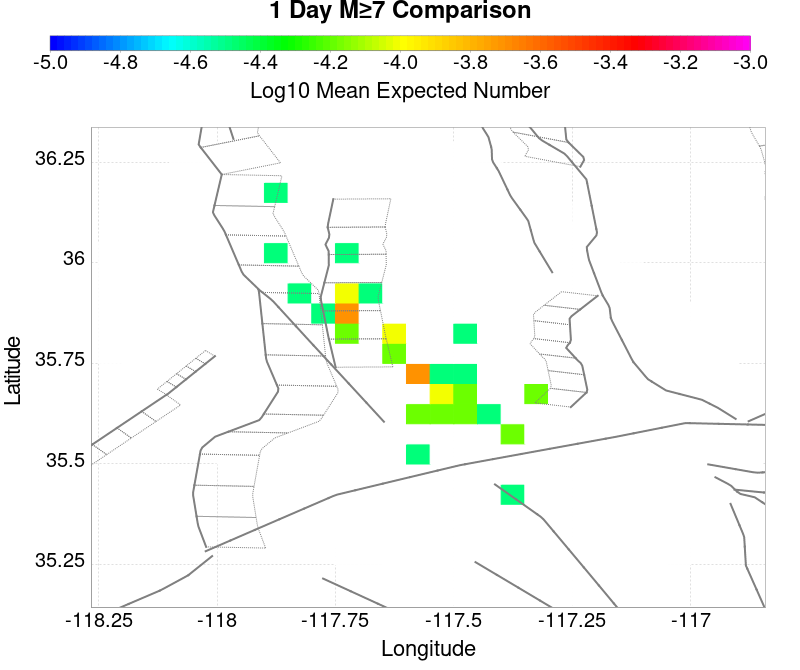 1 Day M≥7 Comparison
-5.0 -4.8 -4.6 -4.4 -4.2 -4.0 -3.8 -3.6 -3.4 -3.2 -3.0
Log10 Mean Expected Number
36.25
36
35.75
35.5
35.25
Latitude
-118.25 -118 -117.75 -117.5 -117.25 -117
Longitude